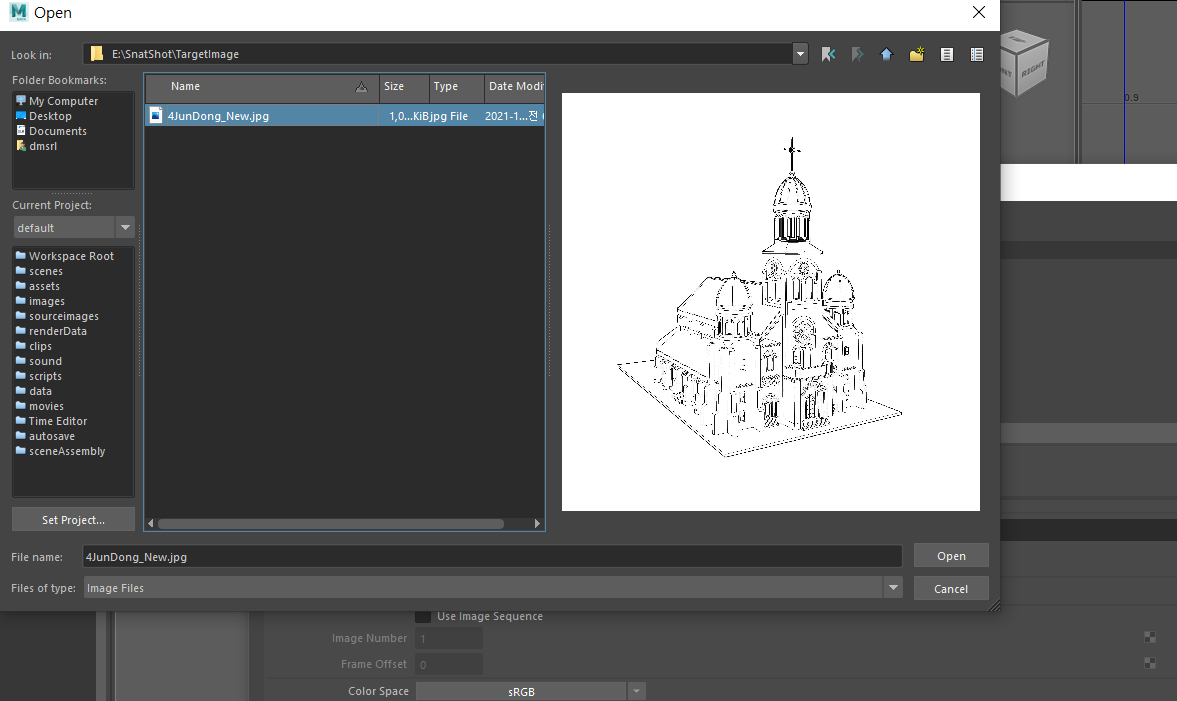 Open
Look in: E:\SnatShot\TargetImage
Folder Bookmarks:
My Computer
Desktop
Documents
dmsrl
Name Size Type Date Modi
4JunDong_New.jpg 1,0...KiB jpg File 2021-1...전
Current Project:
default
Workspace Root
scenes
assets
images
sourceimages
renderData
clips
sound
scripts
data
movies
Time Editor
autosave
sceneAssembly
Set Project...
File name: 4JunDong_New.jpg Open
Files of type: Image Files Cancel
RIGHT
0.9
Use Image Sequence
Image Number 1
Frame Offset 0
Color Space sRGB